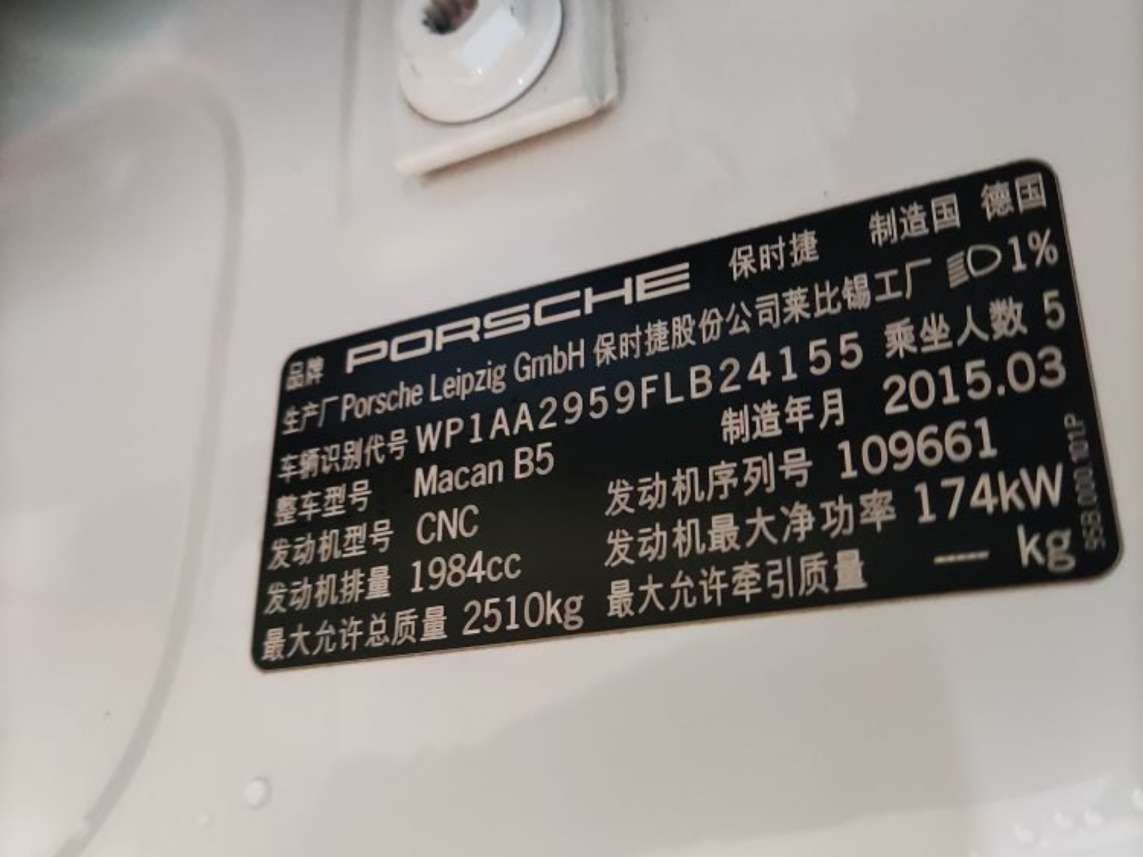 品牌 PORSCHE 保时捷 制造国 德国
生产厂 Porsche Leipzig GmbH 保时捷股份公司莱比锡工厂 1%
车辆识别代号 WP1AA2959FLB24155 乘坐人数 5
整车型号 Macan B5 制造年月 2015.03
发动机型号 CNC 发动机序列号 109661
发动机排量 1984cc 发动机最大净功率 174kW
最大允许总质量 2510kg 最大允许牵引质量 — kg
95B.000.101P